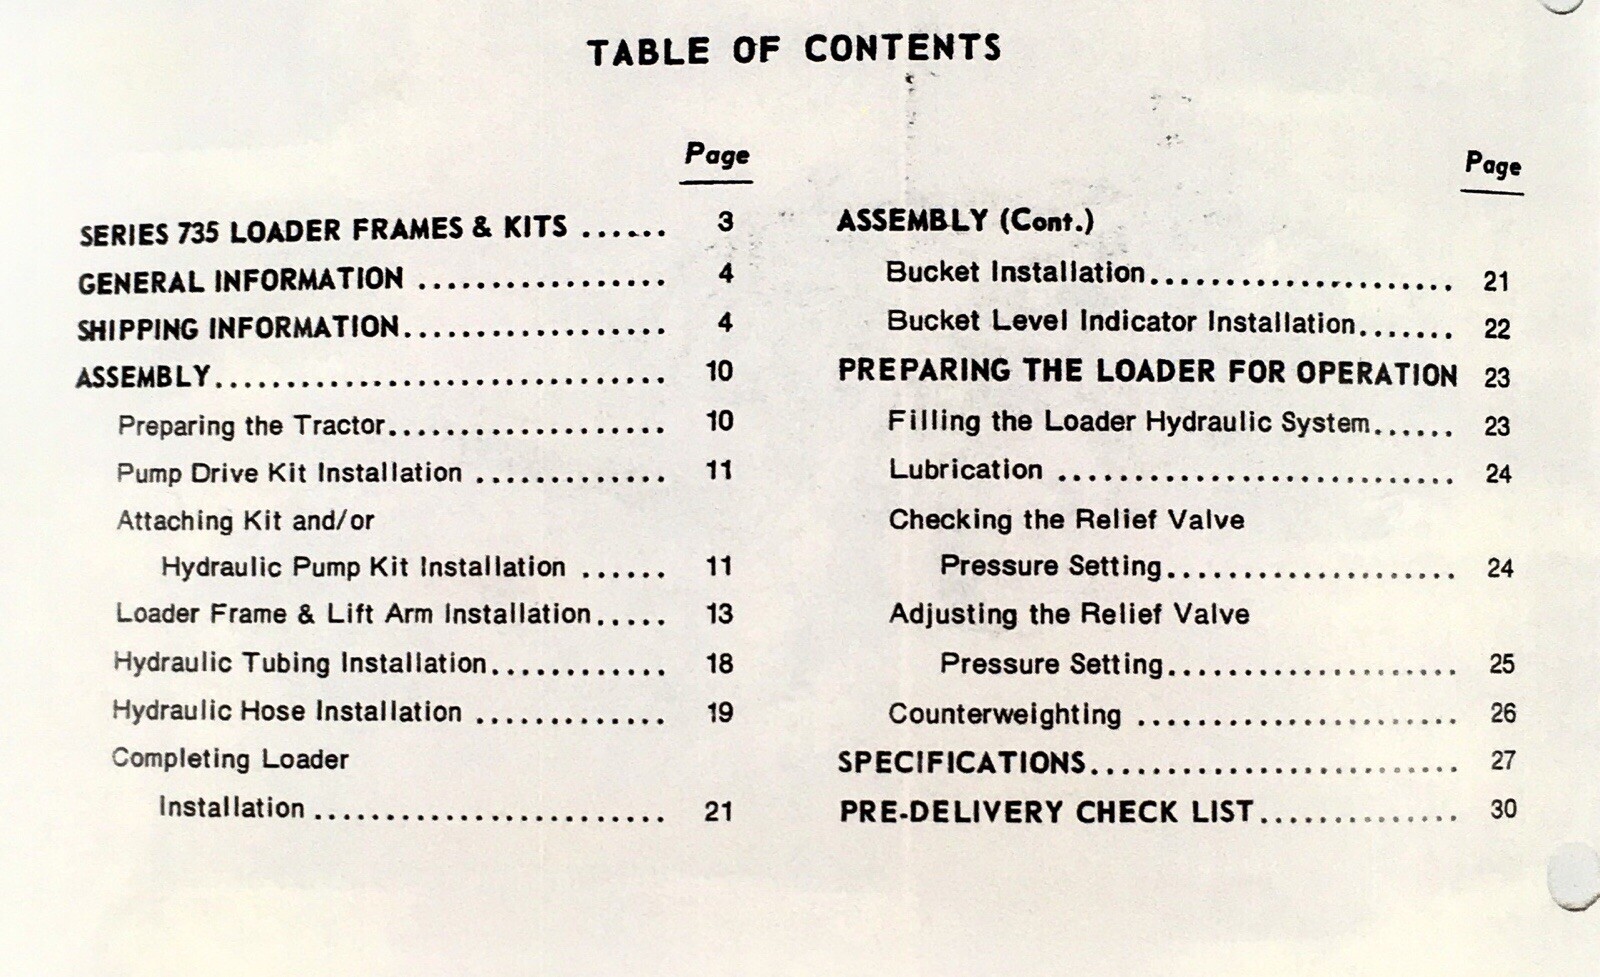 TABLE OF CONTENTS
Page
SERIES 735 LOADER FRAMES & KITS ...... 3
GENERAL INFORMATION ................. 4
SHIPPING INFORMATION.................. 4
ASSEMBLY............................... 10
Preparing the Tractor................... 10
Pump Drive Kit Installation ............. 11
Attaching Kit and/or
Hydraulic Pump Kit Installation ...... 11
Loader Frame & Lift Arm Installation..... 13
Hydraulic Tubing Installation............ 18
Hydraulic Hose Installation ............. 19
Completing Loader
Installation ........................ 21
Page
ASSEMBLY (Cont.)
Bucket Installation..................... 21
Bucket Level Indicator Installation....... 22
PREPARING THE LOADER FOR OPERATION 23
Filling the Loader Hydraulic System...... 23
Lubrication ........................... 24
Checking the Relief Valve
Pressure Setting.................... 24
Adjusting the Relief Valve
Pressure Setting.................... 25
Counterweighting ...................... 26
SPECIFICATIONS......................... 27
PRE-DELIVERY CHECK LIST.............. 30